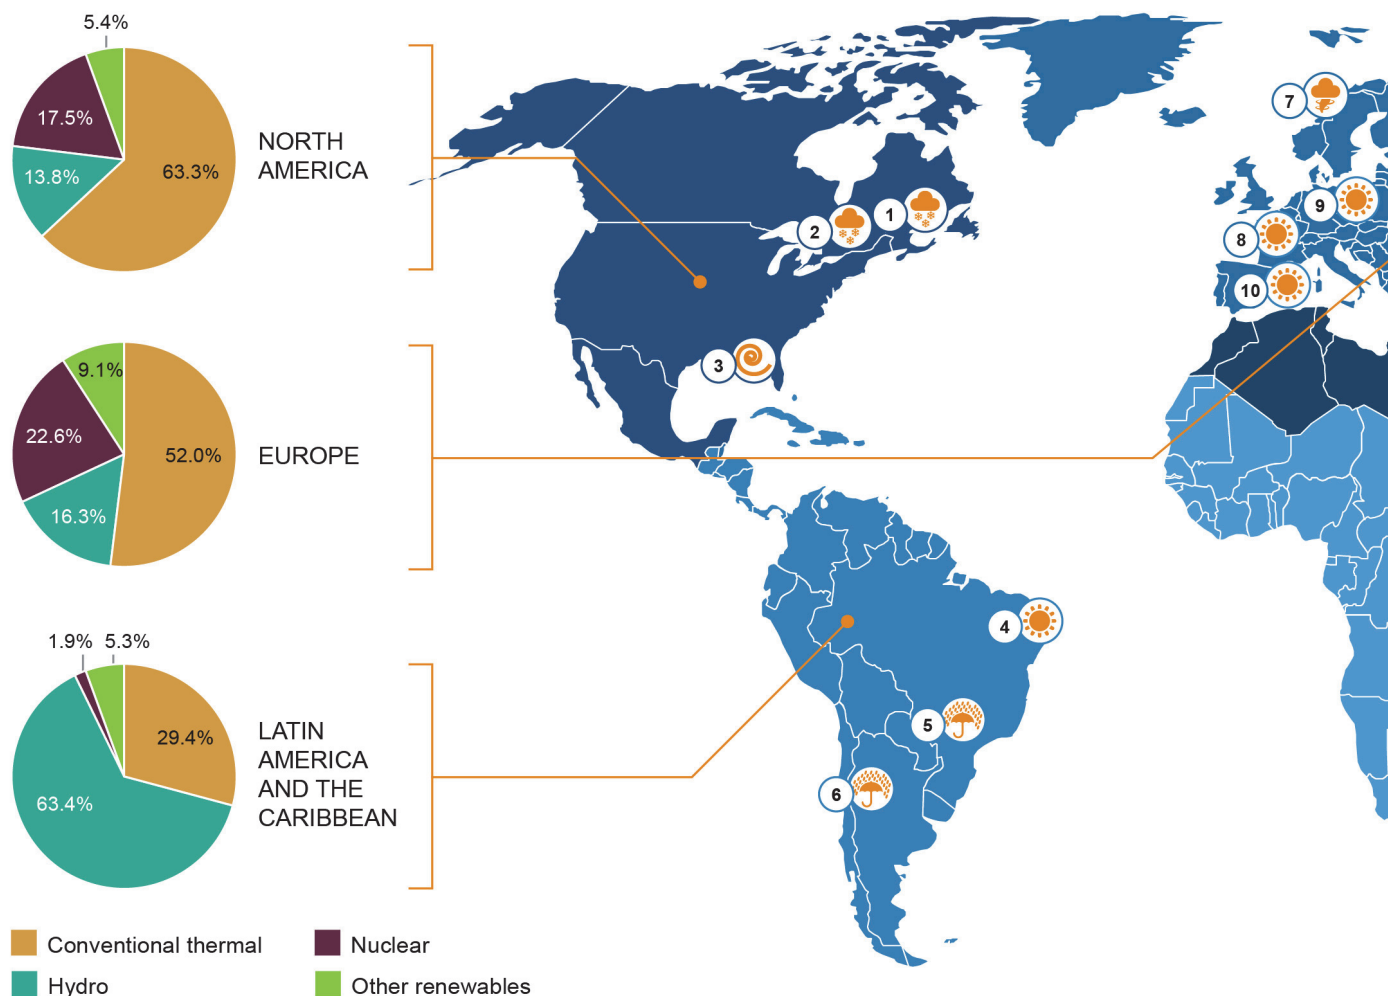 5.4%
17.5%
13.8%
63.3%
NORTH
AMERICA
9.1%
22.6%
52.0%
16.3%
EUROPE
1.9%
5.3%
29.4%
63.4%
LATIN
AMERICA
AND THE
CARIBBEAN
1
2
3
4
5
6
7
8
9
10
Conventional thermal
Nuclear
Hydro
Other renewables